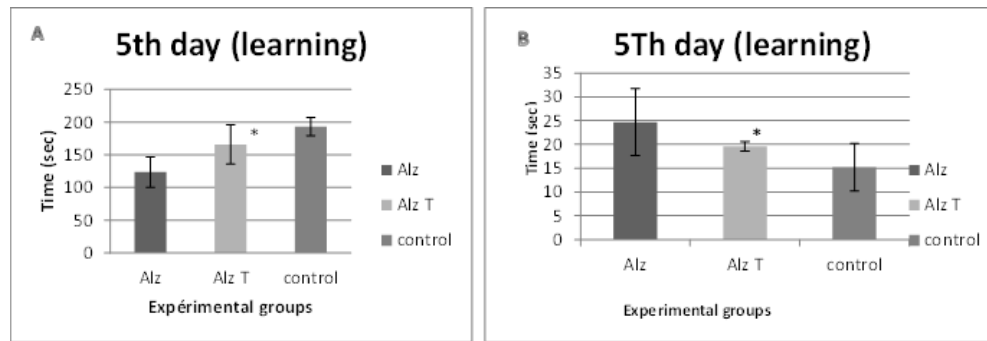 A
5th day (learning)
250
200
150
100
50
0
Time (sec)
*
Alz
Alz T
control
Alz
Alz T
control
Expérimental groups
B
5Th day (learning)
35
30
25
20
15
10
5
0
Time (sec)
*
Alz
Alz T
control
Alz
Alz T
control
Experimental groups